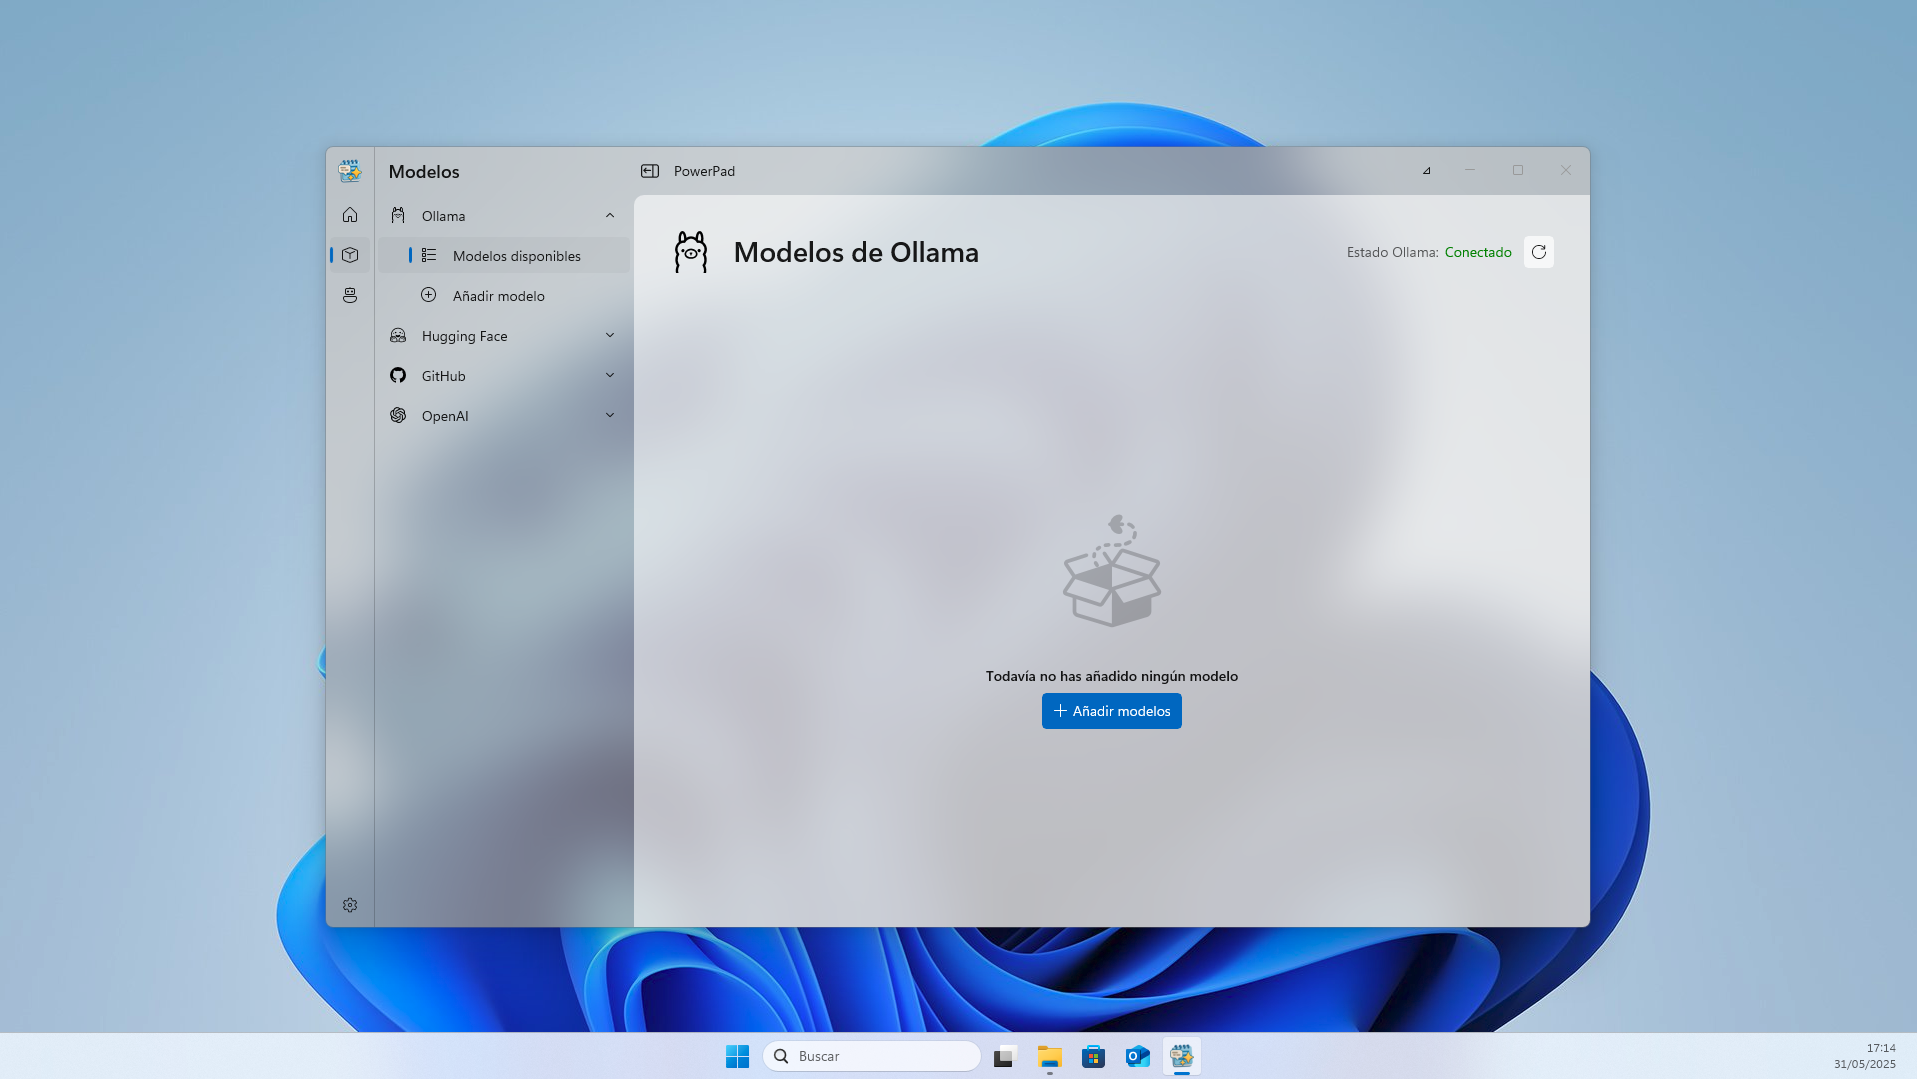 Modelos
PowerPad
Ollama
Modelos disponibles
Añadir modelo
Hugging Face
GitHub
OpenAI
Modelos de Ollama
Estado Ollama: Conectado
Todavía no has añadido ningún modelo
Añadir modelos
Buscar
17:14
31/05/2025